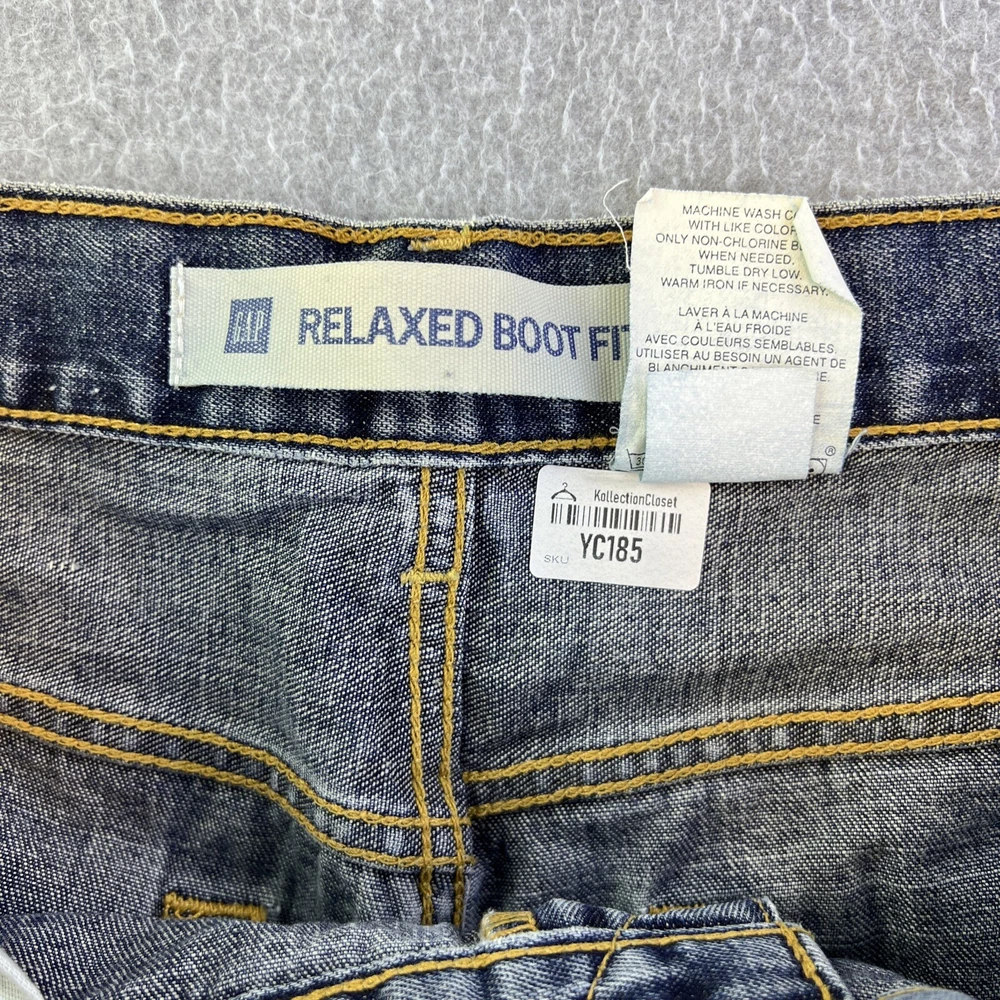 RELAXED BOOT FIT
MACHINE WASH
WITH LIKE COLOR
ONLY NON-CHLORINE
WHEN NEEDED.
TUMBLE DRY LOW.
WARM IRON IF NECESSARY.
LAVER À LA MACHINE
À L'EAU FROIDE
AVEC COULEURS SEMBLABLES.
UTILISER AU BESOIN UN AGENT DE
BLANCHIMENT
KollectionCloset
SKU YC185